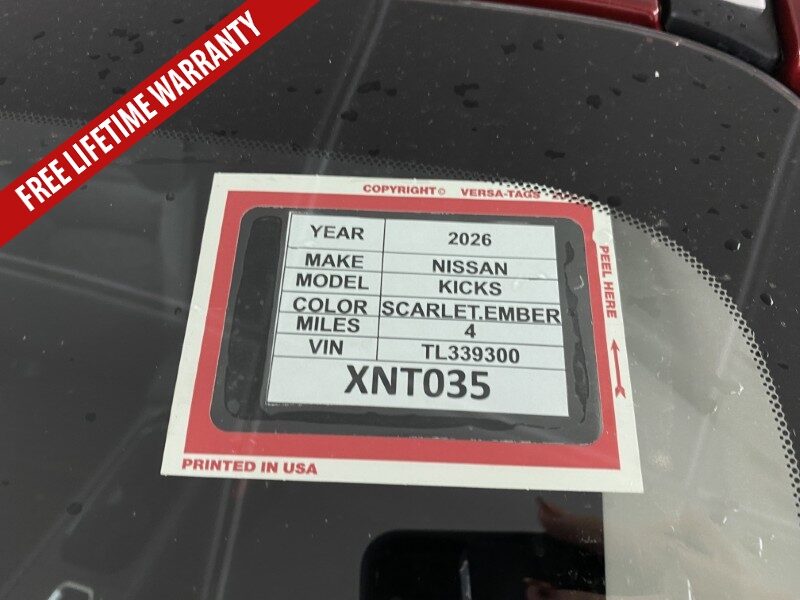 FREE LIFETIME WARRANTY
COPYRIGHT© VERSA-TAGS
PEEL HERE
YEAR 2026
MAKE NISSAN
MODEL KICKS
COLOR SCARLET.EMBER
MILES 4
VIN TL339300
XNT035
PRINTED IN USA